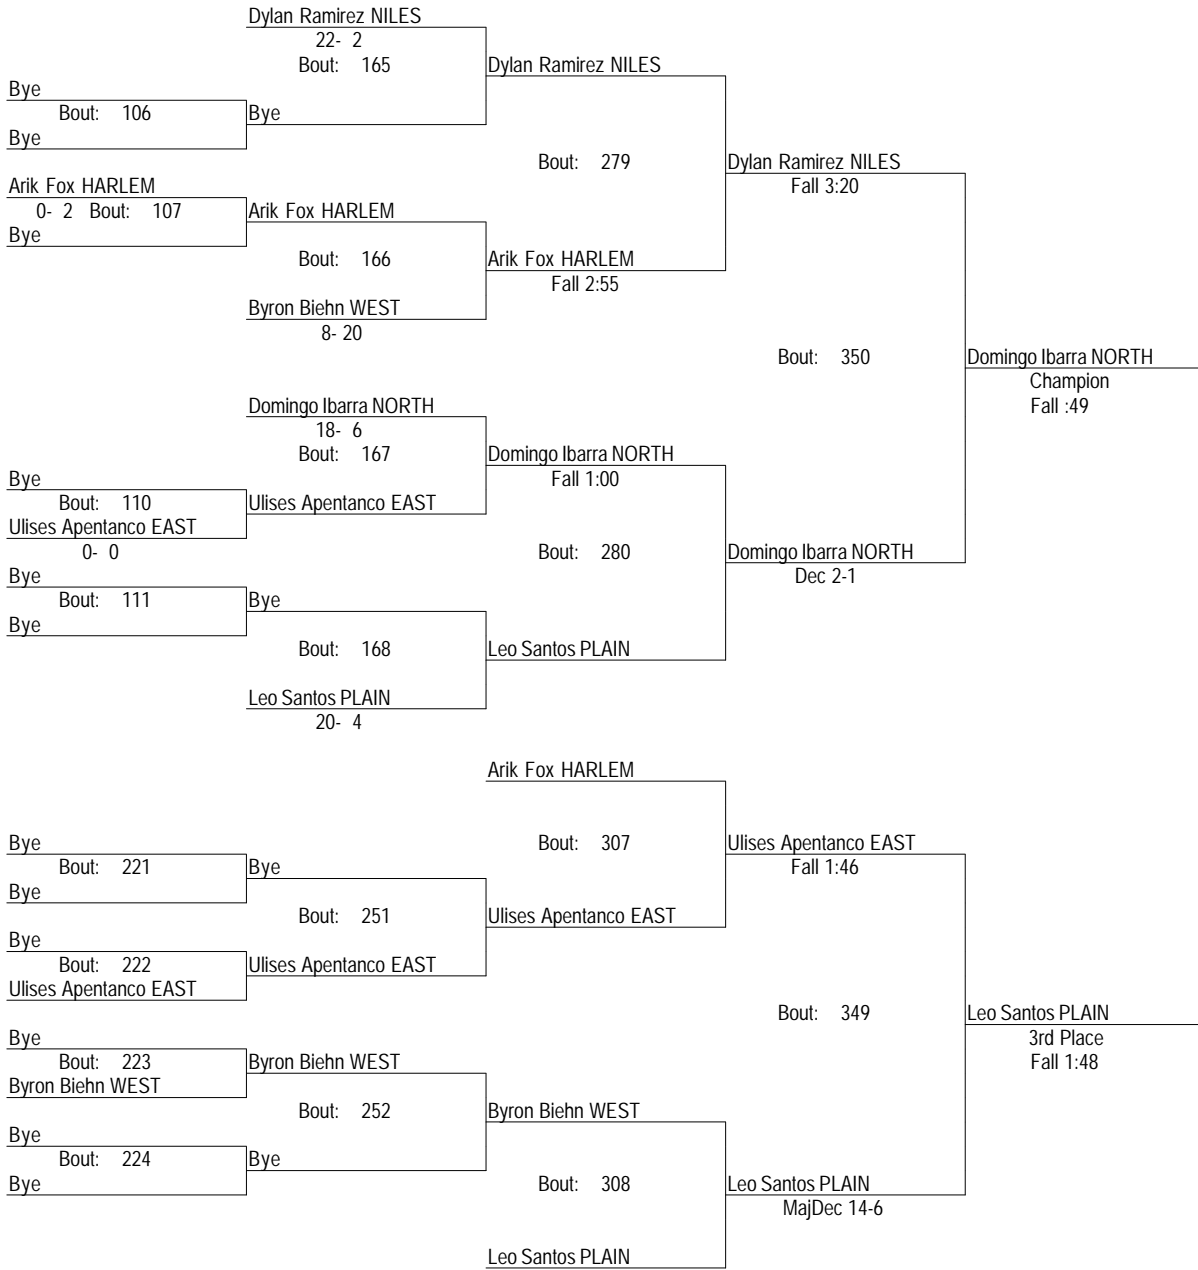 Dylan Ramirez NILES
22- 2
Bout: 165
Dylan Ramirez NILES
Bye
Bout: 106
Bye
Bye
Bout: 279
Dylan Ramirez NILES
Fall 3:20
Arik Fox HARLEM
0- 2 Bout: 107
Arik Fox HARLEM
Bye
Bout: 166
Arik Fox HARLEM
Fall 2:55
Byron Biehn WEST
8- 20
Bout: 350
Domingo Ibarra NORTH
Champion
Fall :49
Domingo Ibarra NORTH
18- 6
Bout: 167
Domingo Ibarra NORTH
Fall 1:00
Bye
Bout: 110
Ulises Apentanco EAST
Ulises Apentanco EAST
0- 0
Bout: 280
Domingo Ibarra NORTH
Dec 2-1
Bye
Bout: 111
Bye
Bye
Bout: 168
Leo Santos PLAIN
Leo Santos PLAIN
20- 4
Arik Fox HARLEM
Bout: 307
Ulises Apentanco EAST
Fall 1:46
Bye
Bout: 221
Bye
Bye
Bout: 251
Ulises Apentanco EAST
Bye
Bout: 222
Ulises Apentanco EAST
Ulises Apentanco EAST
Bout: 349
Leo Santos PLAIN
3rd Place
Fall 1:48
Bye
Bout: 223
Byron Biehn WEST
Byron Biehn WEST
Bout: 252
Byron Biehn WEST
Bye
Bout: 224
Bye
Bye
Bout: 308
Leo Santos PLAIN
MajDec 14-6
Leo Santos PLAIN